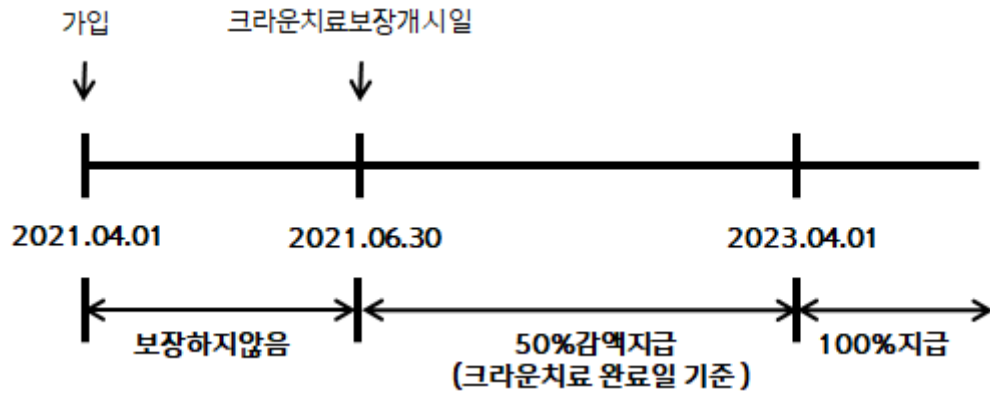 가입
크라운치료보장개시일
2021.04.01
2021.06.30
2023.04.01
보장하지않음
50%감액지급
(크라운치료 완료일 기준 )
100%지급